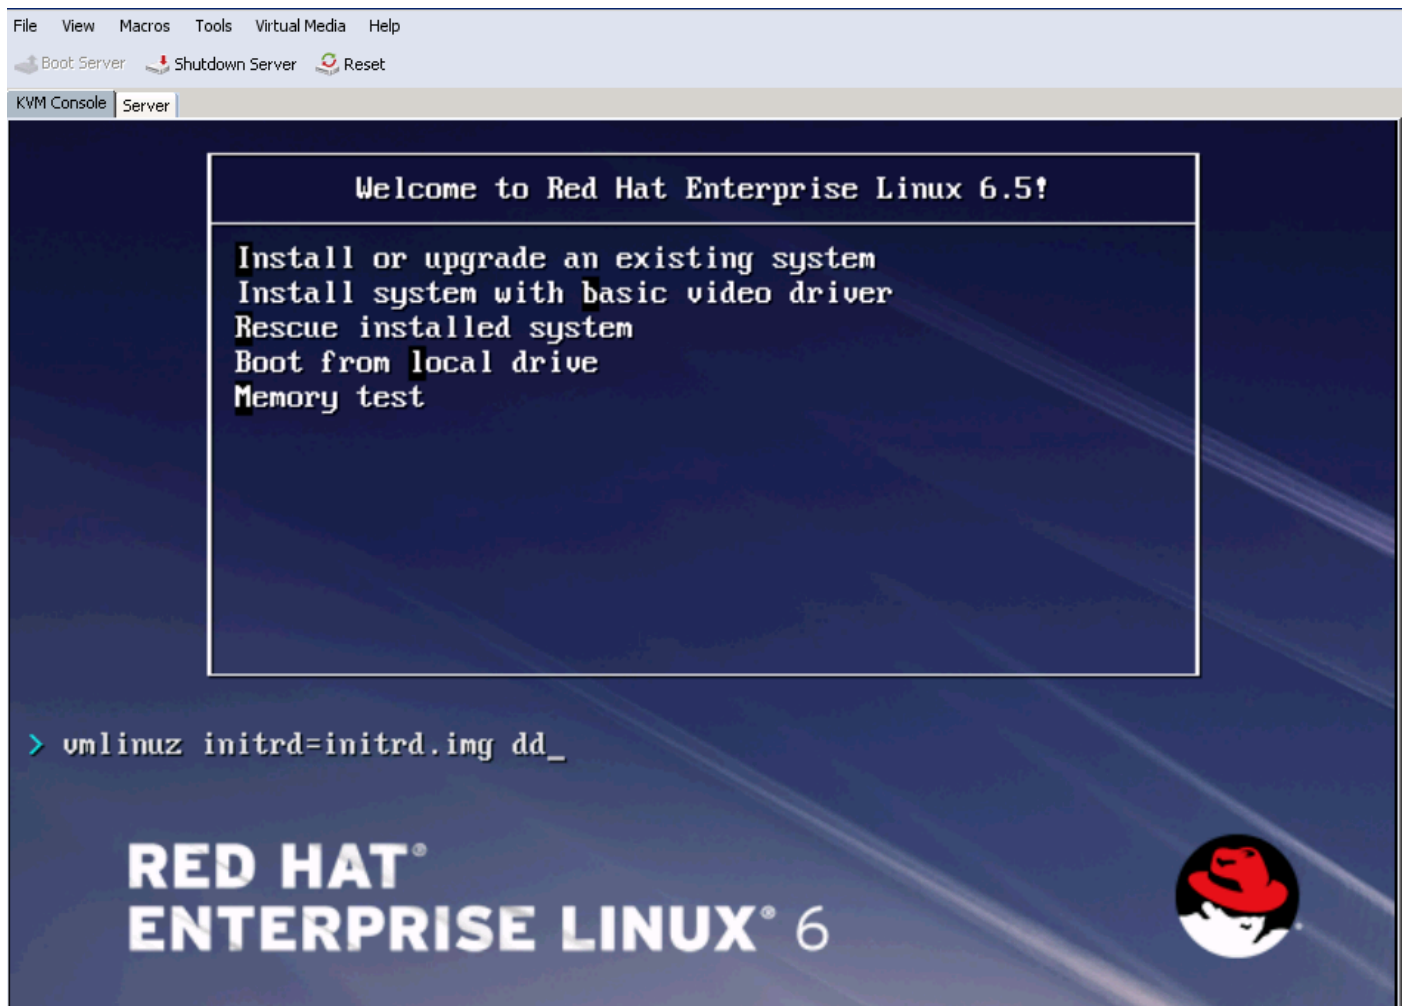 File View Macros Tools Virtual Media Help
Boot Server Shutdown Server Reset
KVM Console Server
Welcome to Red Hat Enterprise Linux 6.5!
Install or upgrade an existing system
Install system with basic video driver
Rescue installed system
Boot from local drive
Memory test
> vmlinuz initrd=initrd.img dd_
RED HAT®
ENTERPRISE LINUX® 6